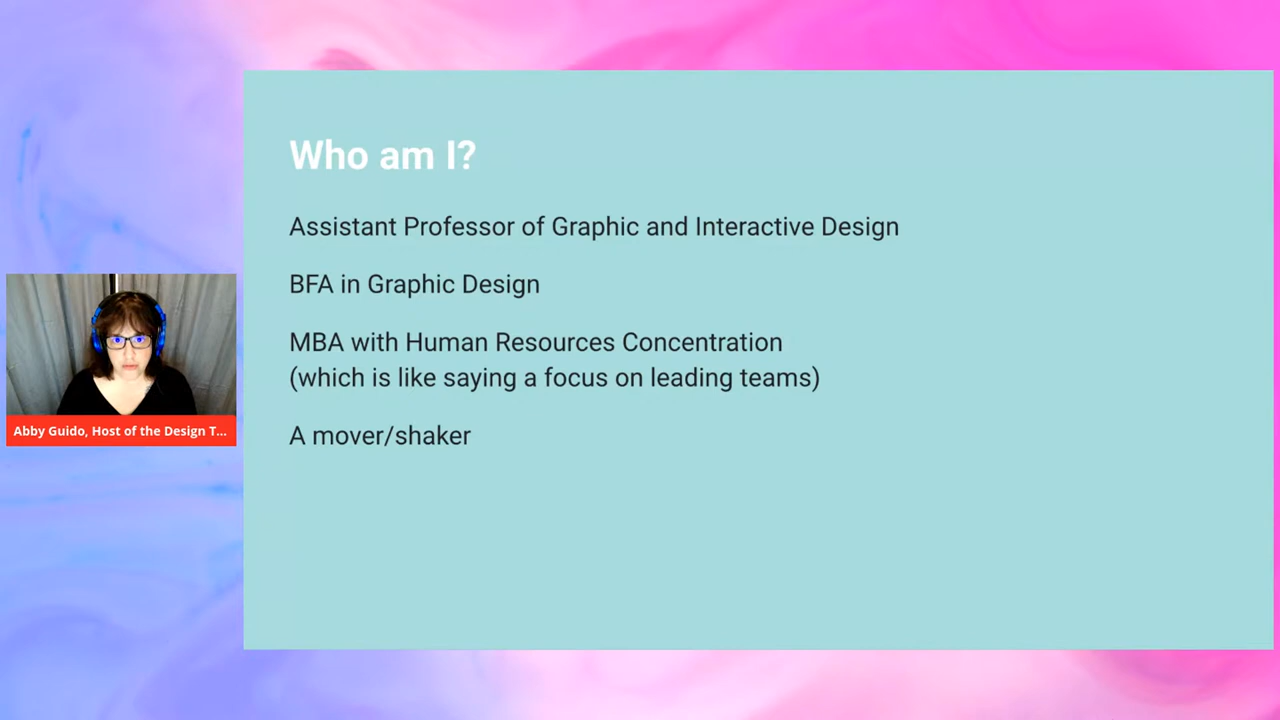 Who am I?
Assistant Professor of Graphic and Interactive Design
BFA in Graphic Design
MBA with Human Resources Concentration
(which is like saying a focus on leading teams)
A mover/shaker
Abby Guido, Host of the Design T...